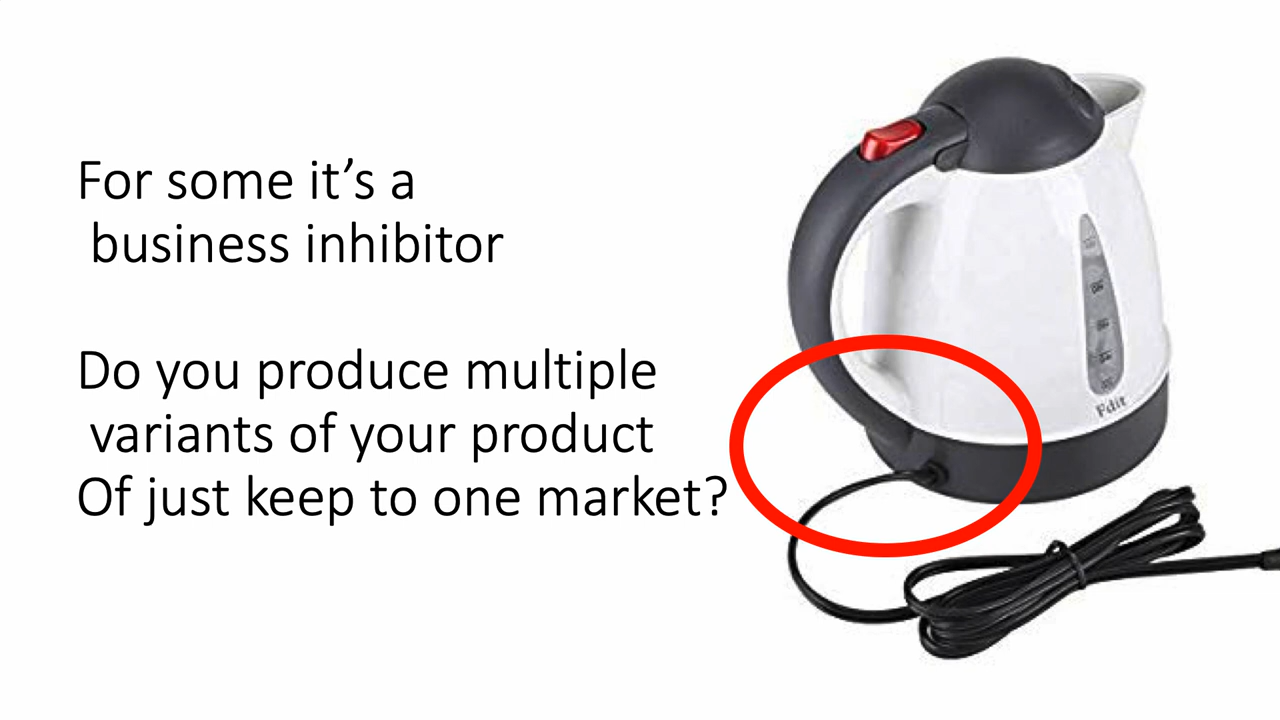 For some it’s a
business inhibitor
Do you produce multiple
variants of your product
Of just keep to one market?
Fdit